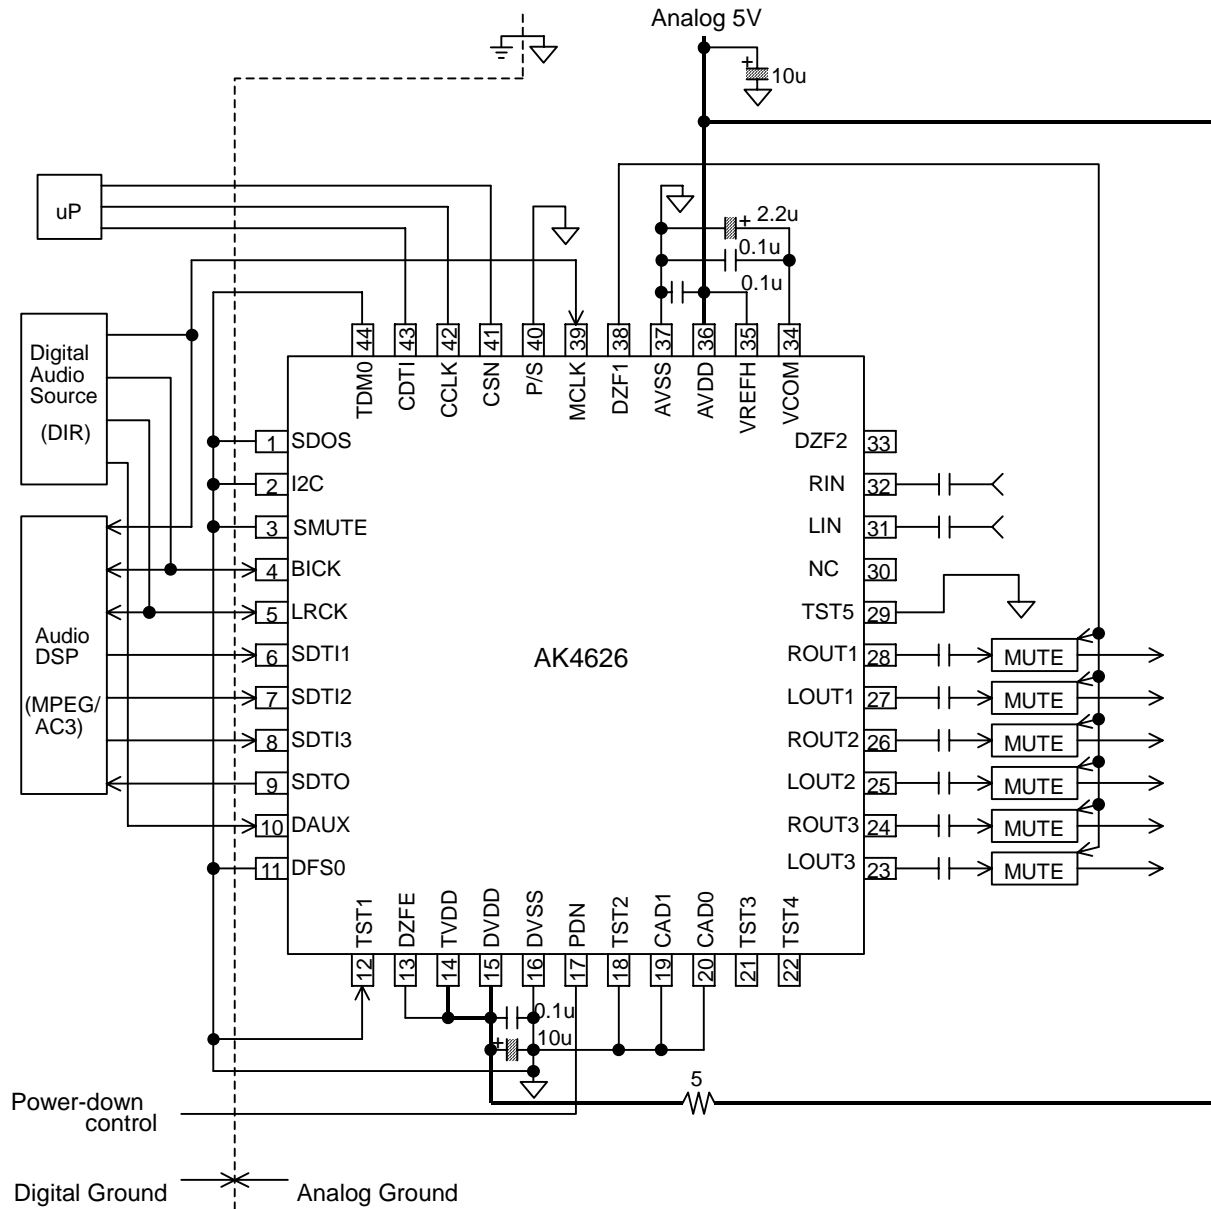 Analog 5V
10u
uP
2.2u
0.1u
0.1u
44
43
42
41
40
39
38
37
36
35
34
TDM0
CDTI
CCLK
CSN
P/S
MCLK
DZF1
AVSS
AVDD
VREFH
VCOM
Digital
Audio
Source
(DIR)
Audio
DSP
(MPEG/
AC3)
1 SDOS
2 I2C
3 SMUTE
4 BICK
5 LRCK
6 SDTI1
7 SDTI2
8 SDTI3
9 SDTO
10 DAUX
11 DFS0
AK4626
DZF2 33
RIN 32
LIN 31
NC 30
TST5 29
ROUT1 28 MUTE
LOUT1 27 MUTE
ROUT2 26 MUTE
LOUT2 25 MUTE
ROUT3 24 MUTE
LOUT3 23 MUTE
TST1
DZFE
TVDD
DVDD
DVSS
PDN
TST2
CAD1
CAD0
TST3
TST4
12
13
14
15
16
17
18
19
20
21
22
0.1u
10u
5
Power-down
control
Digital Ground
Analog Ground